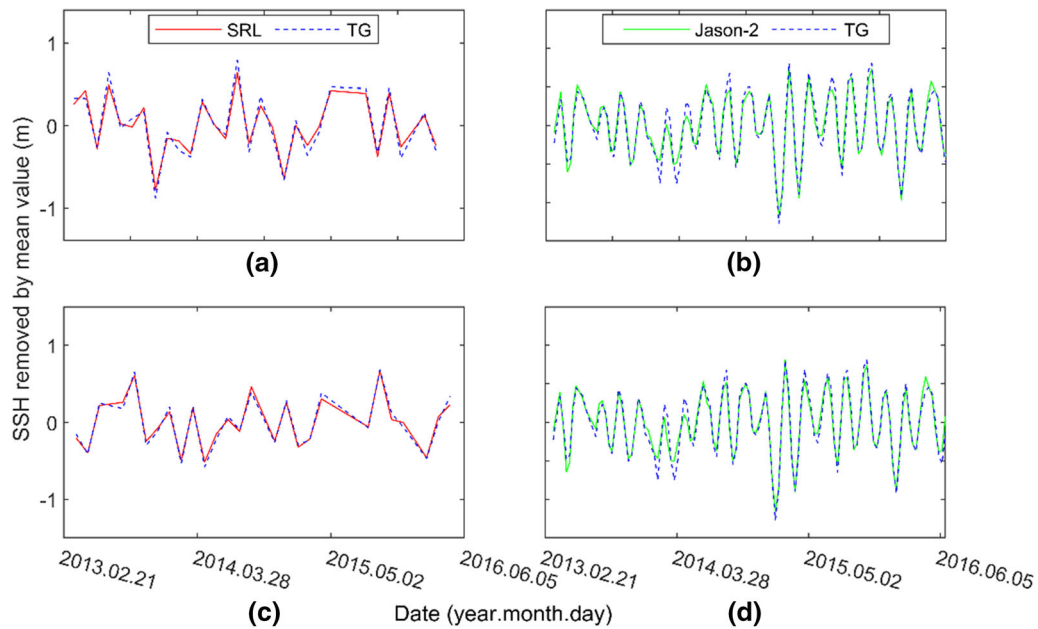 SRL TG
Jason-2 TG
SSH removed by mean value (m)
1
0
-1
(a)
(b)
1
0
-1
2013.02.21
2014.03.28
2015.05.02
2016.06.05
2013.02.21
2014.03.28
2015.05.02
2016.06.05
(c)
Date (year.month.day)
(d)